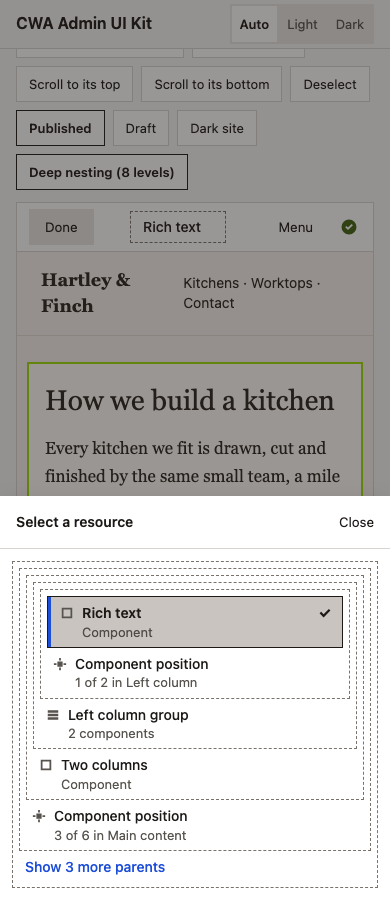 CWA Admin UI Kit
Auto Light Dark
Scroll to its top Scroll to its bottom Deselect
Published Draft Dark site
Deep nesting (8 levels)
Done Rich text Menu
Hartley &
Finch
Kitchens · Worktops ·
Contact
How we build a kitchen
Every kitchen we fit is drawn, cut and
finished by the same small team, a mile
Select a resource Close
Rich text
Component
Component position
1 of 2 in Left column
Left column group
2 components
Two columns
Component
Component position
3 of 6 in Main content
Show 3 more parents